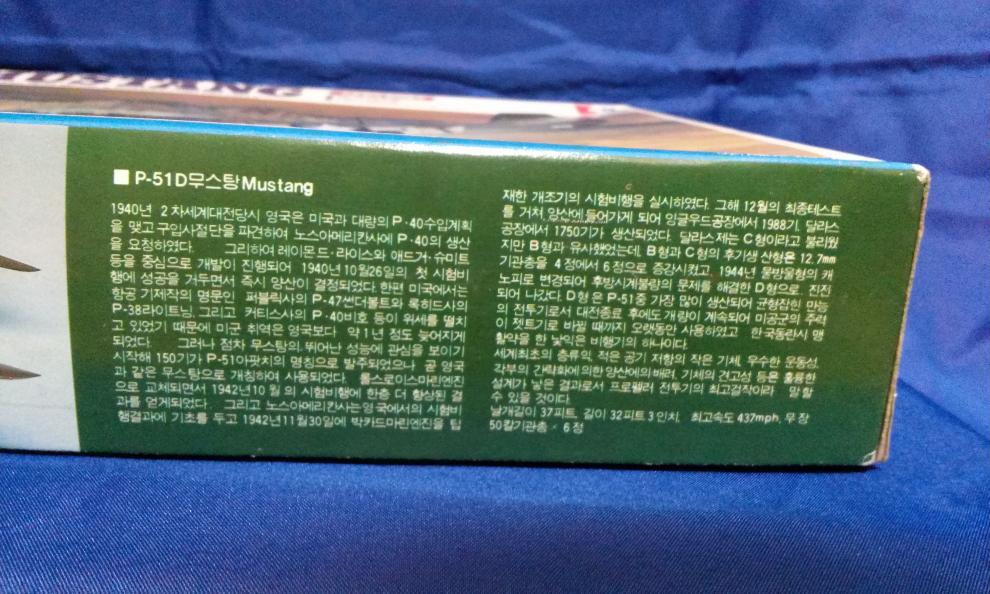 MUSTANG
■ P-51D무스탕Mustang
1940년 2차세계대전당시 영국은 미국과 대량의 P·40수입계획
을 맺고 구입사절단을 파견하여 노스아메리칸사에 P·40의 생산
을 요청하였다. 그리하여 레이몬드·라이스와 애드거·슈미트
등을 중심으로 개발이 진행되어 1940년 10월26일의 첫 시험비
행에 성공을 거두면서 즉시 양산이 결정되었다. 한편 미국에서는
항공 기제작의 명문인 퍼블릭사의 P-47썬더볼트와 록히드사의
P-38라이트닝, 그리고 커티스사의 P·40비호 등이 위세를 떨치
고 있었기 때문에 미군 취역은 영국보다 약 1년 정도 늦어지게
되었다. 그러나 점차 무스탕의 뛰어난 성능에 관심을 보이기
시작해 150기가 P-51아팟치의 명칭으로 발주되었으나 곧 영국
과 같은 무스탕으로 개칭하여 사용되었다. 롤스로이스마린엔진
으로 교체되면서 1942년10월의 시험비행에 한층 더 향상된 결
과를 얻게되었다. 그리고 노스아메리칸사는 영국에서의 시험비
행결과에 기초를 두고 1942년11월30일에 박카드마린엔진을 탑
재한 개조기의 시험비행을 실시하였다. 그해 12월의 최종테스트
를 거쳐 양산에들어가게 되어 잉글우드공장에서 1988기, 달라스
공장에서 1750기가 생산되었다. 달라스제는 C형이라고 불리웠
지만 B형과 유사했었는데, B형과 C형의 후기생산형은 12.7mm
기관총을 4정에서 6정으로 증강시켰고, 1944년 물방울형의 캐
노피로 변경되어 후방시계불량의 문제를 해결한 D형으로, 진전
되어 나갔다. D형은 P-51중 가장 많이 생산되어 균형잡힌 만능
의 전투기로서 대전종료 후에도 개량이 계속되어 미공군의 주력
이 젯트기로 바뀔 때까지 오랫동안 사용하였고 한국동란시 맹
활약을 한 낯익은 비행기의 하나이다.
세계최초의 층류익, 적은 공기 저항의 작은 기체, 우수한 운동성,
각부의 간략화에 의한 양산에의 배려, 기체의 견고성 등은 훌륭한
설계가 낳은 결과로서 프로펠러 전투기의 최고걸작이라 말할
수 있을 것이다.
날개길이 37피트, 길이 32피트3인치, 최고속도 437mph, 무장
50칼기관총 × 6정